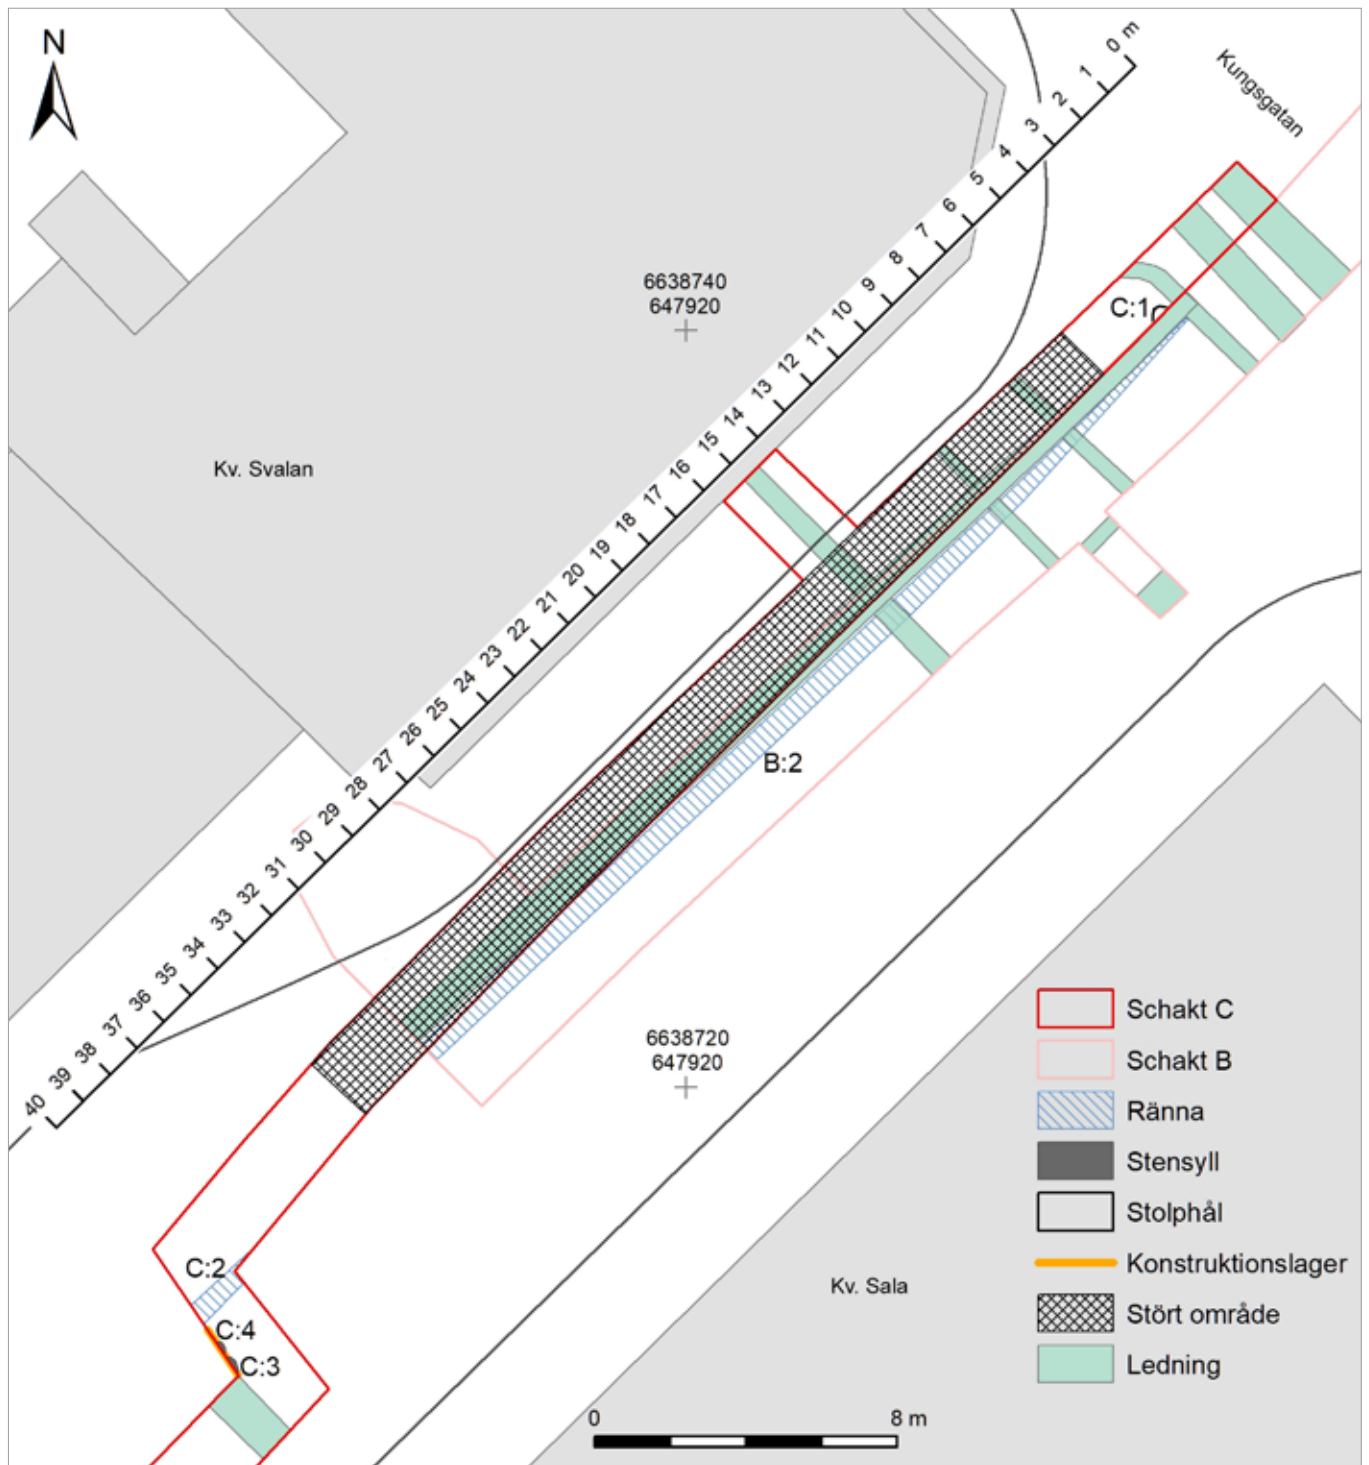 N
0 m
1
2
3
4
5
6
7
8
9
10
11
12
13
14
15
16
17
18
19
20
21
22
23
24
25
26
27
28
29
30
31
32
33
34
35
36
37
38
39
40
Kungsgatan
6638740
647920
C:1
Kv. Svalan
B:2
6638720
647920
C:2
C:4
C:3
Kv. Sala
Schakt C
Schakt B
Ränna
Stensyll
Stolphål
Konstruktionslager
Stört område
Ledning
0 8 m